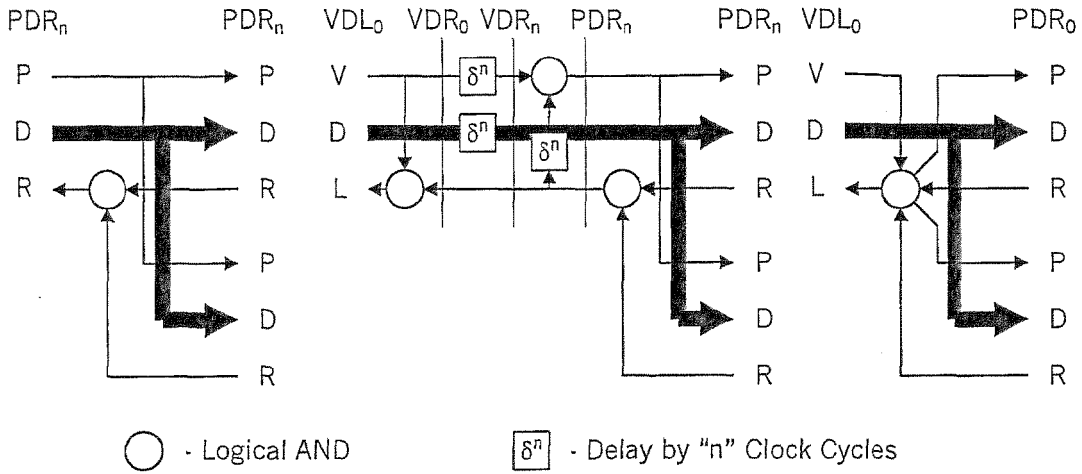 PDRₙ PDRₙ VDL₀ VDR₀ VDRₙ PDRₙ PDRₙ VDL₀ PDR₀
P P V δⁿ P V P
D D D δⁿ δⁿ D D D
R R L R L R
P P P
D D D
R R R
- Logical AND δⁿ - Delay by "n" Clock Cycles